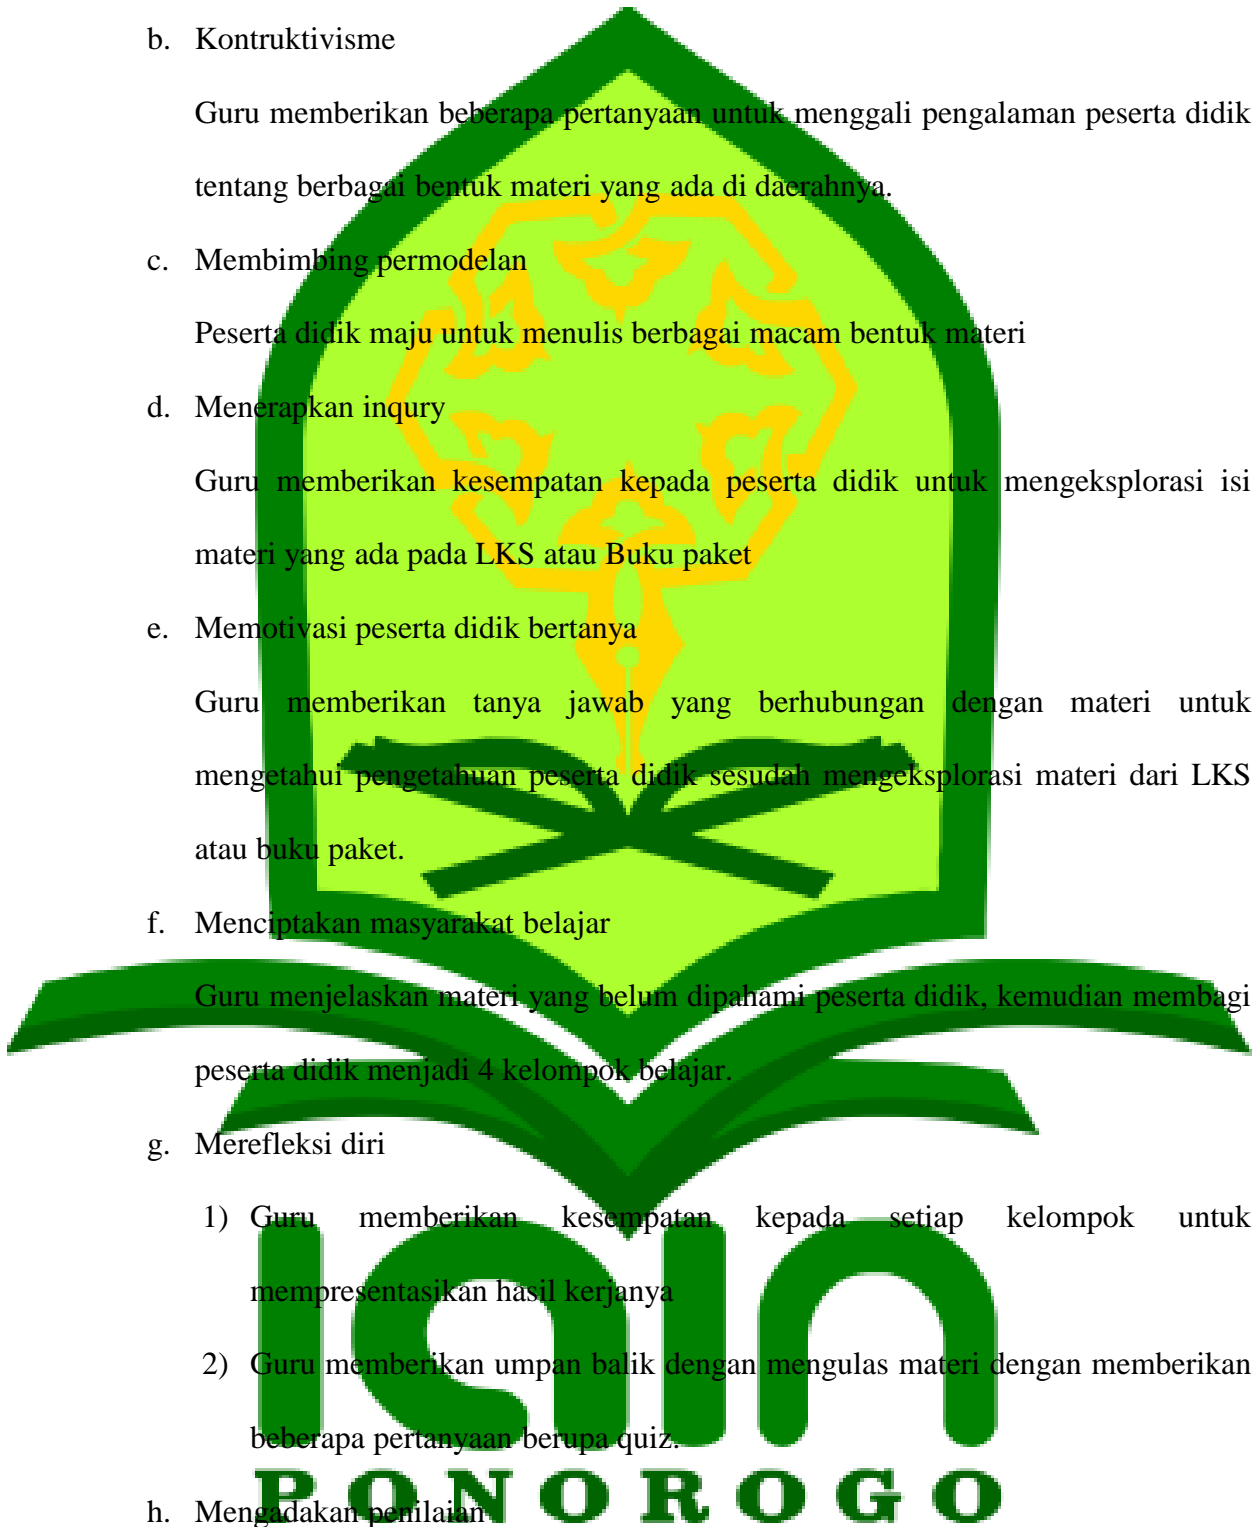 b. Kontruktivisme
Guru memberikan beberapa pertanyaan untuk menggali pengalaman peserta didik
tentang berbagai bentuk materi yang ada di daerahnya.
c. Membimbing permodelan
Peserta didik maju untuk menulis berbagai macam bentuk materi
d. Menerapkan inqury
Guru memberikan kesempatan kepada peserta didik untuk mengeksplorasi isi
materi yang ada pada LKS atau Buku paket
e. Memotivasi peserta didik bertanya
Guru memberikan tanya jawab yang berhubungan dengan materi untuk
mengetahui pengetahuan peserta didik sesudah mengeksplorasi materi dari LKS
atau buku paket.
f. Menciptakan masyarakat belajar
Guru menjelaskan materi yang belum dipahami peserta didik, kemudian membagi
peserta didik menjadi 4 kelompok belajar.
g. Merefleksi diri
1) Guru memberikan kesempatan kepada setiap kelompok untuk
mempresentasikan hasil kerjanya
2) Guru memberikan umpan balik dengan mengulas materi dengan memberikan
beberapa pertanyaan berupa quiz.
h. Mengadakan penilaian
iain
PONOROGO